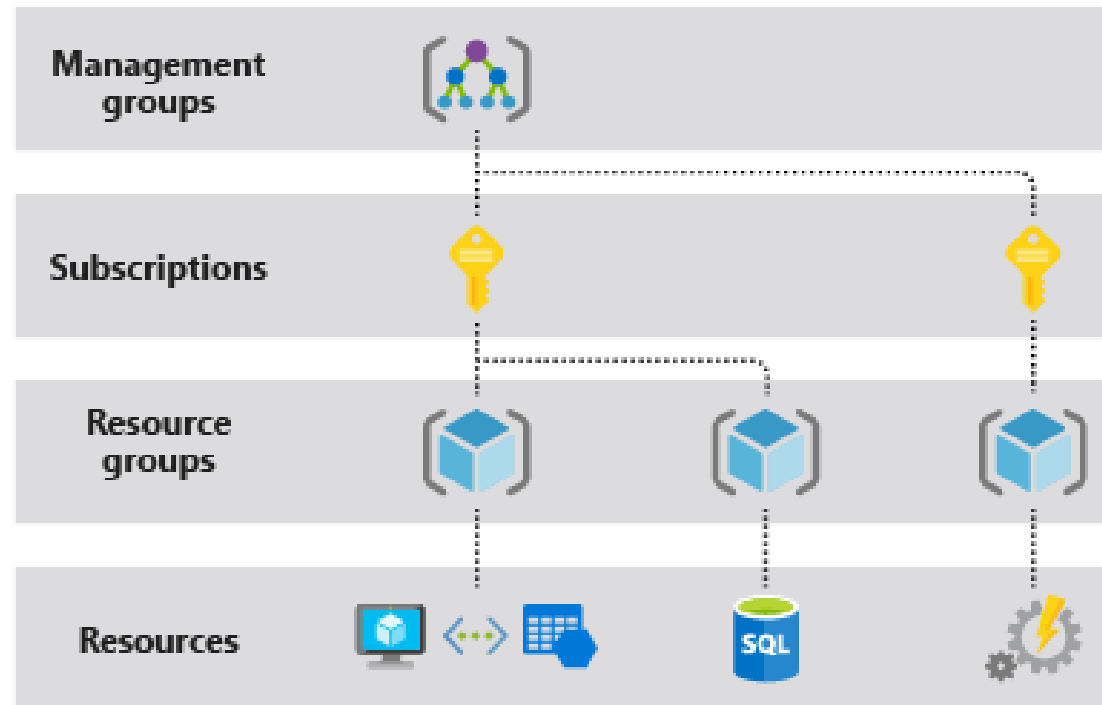 Management
groups
Subscriptions
Resource
groups
Resources
SQL